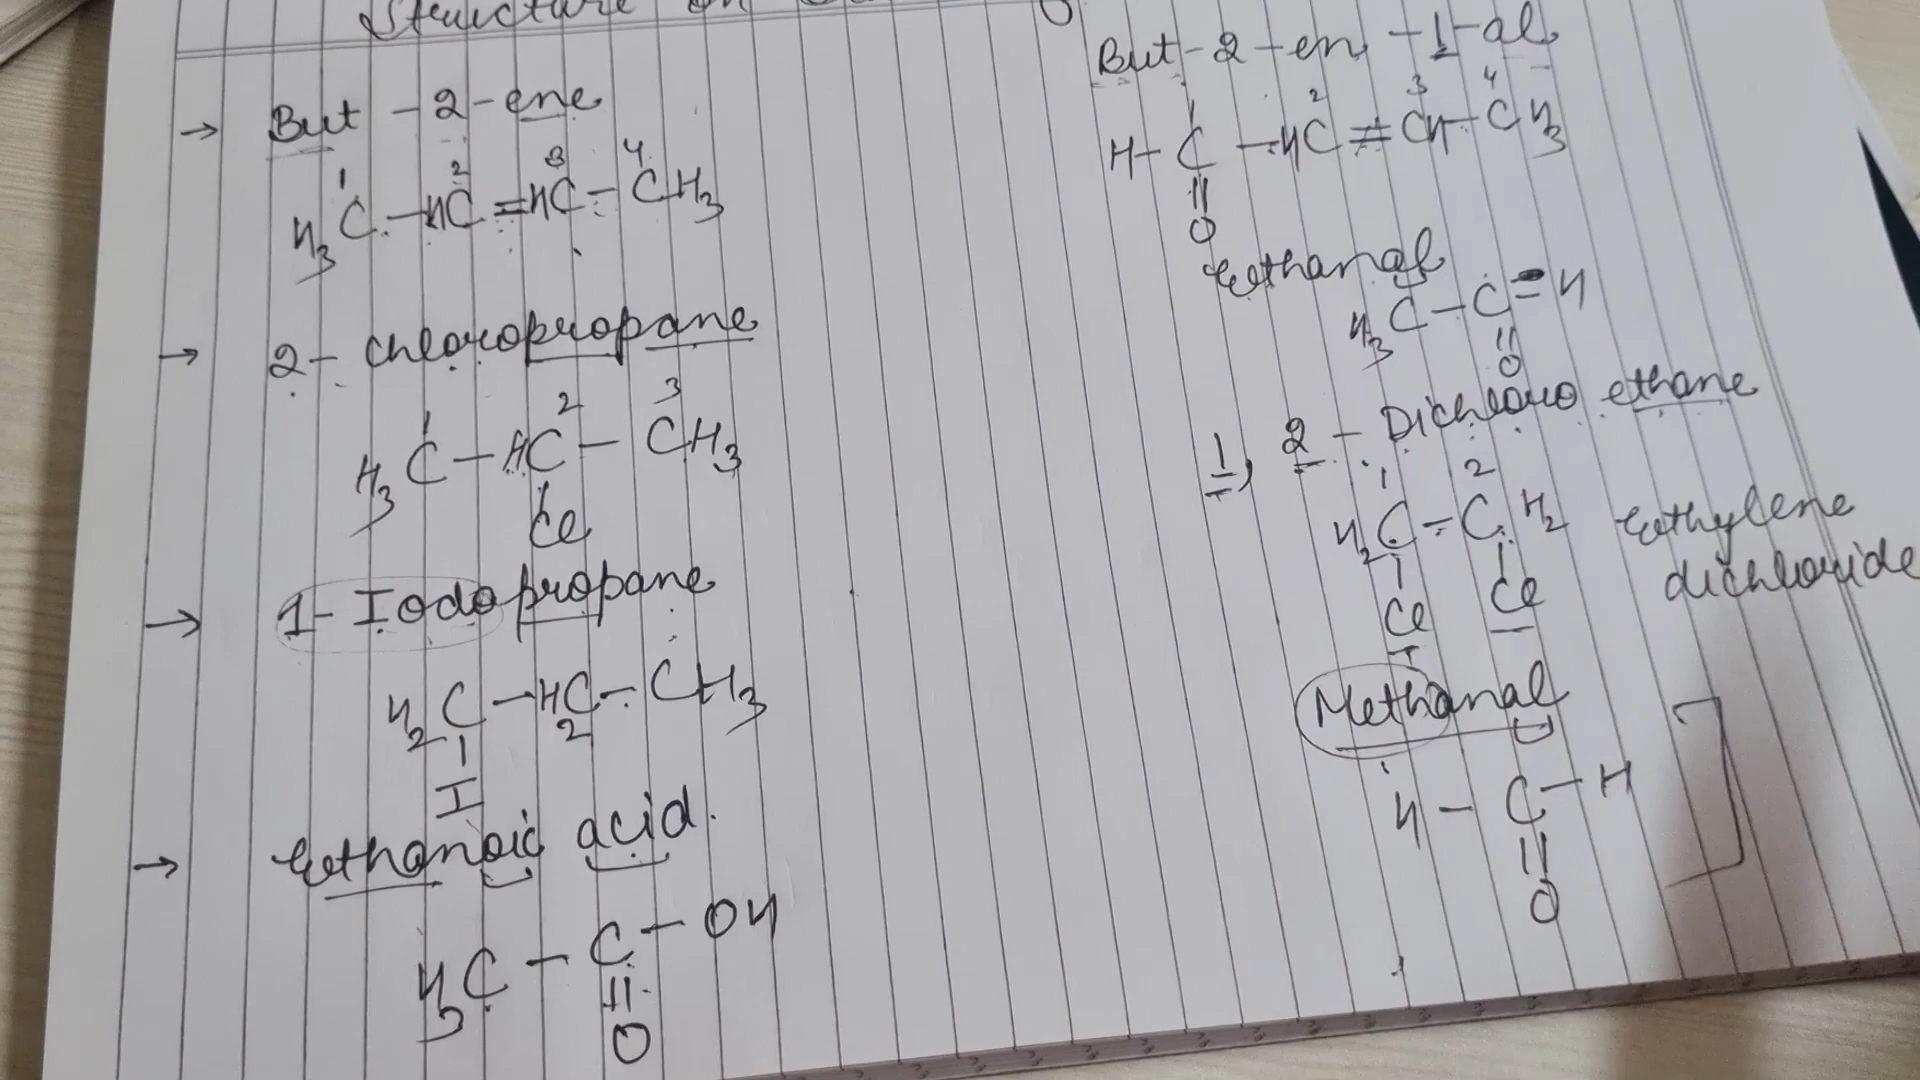 Structure on
But-2-ene
1 2 3 4
H3C-HC=HC-CH3
2-chloropropane
1 2 3
H3C-HC-CH3
Cl
1-Iodopropane
H2C-HC2-CH3
I
Ethanoic acid.
H3C-C-OH
O
But-2-en-1-al
1 2 3 4
H-C-HC=CH-CH3
O
Ethanal
H3C-C=H
O
1, 2-Dichloro ethane
1 2
H2C-CH2
Cl Cl
Ethylene
dichloride
Methanal
H-C-H
O